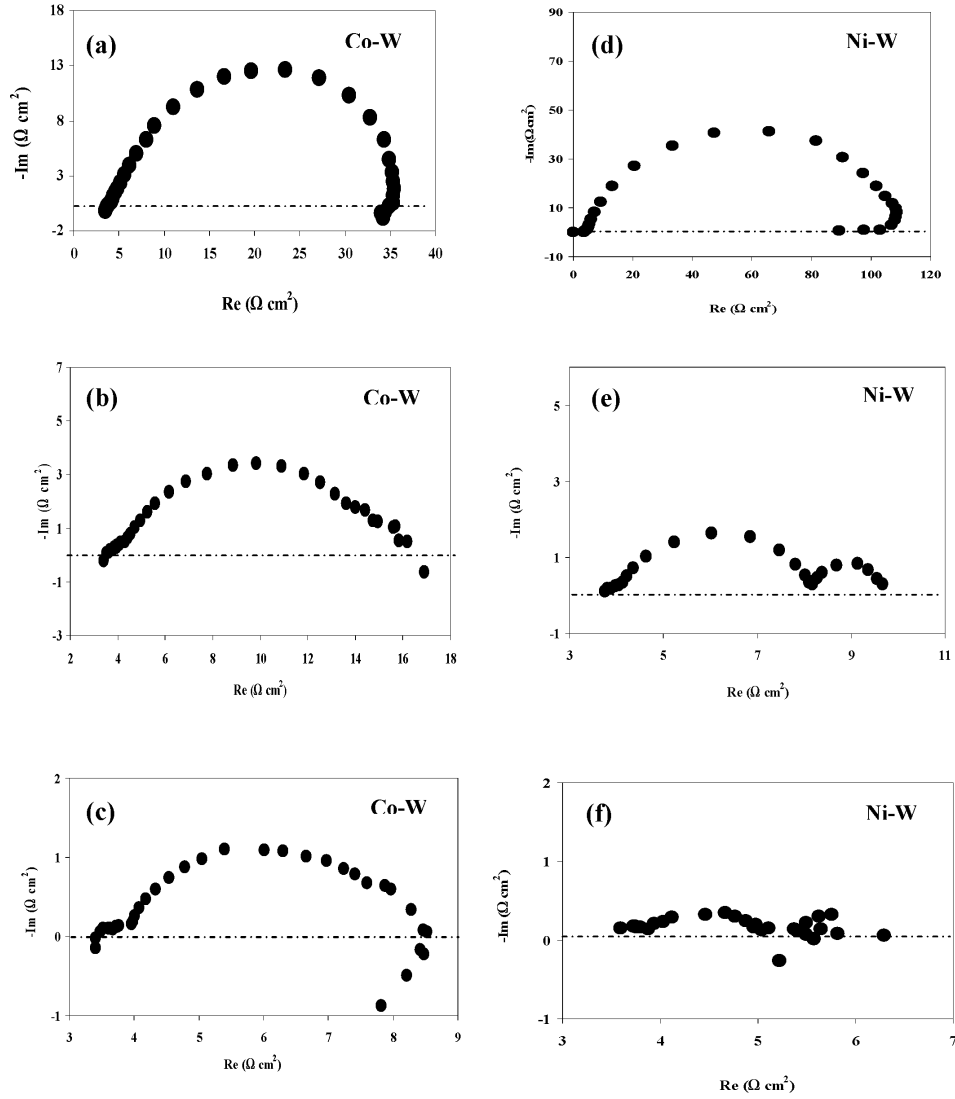 18
13
8
3
-2
0
5
10
15
20
25
30
35
40
-Im (Ω cm²)
Re (Ω cm²)
(a)
Co-W
90
70
50
30
10
-10
0
20
40
60
80
100
120
-Im(Ωcm²)
Re (Ω cm²)
(d)
Ni-W
7
5
3
1
-1
-3
2
4
6
8
10
12
14
16
18
-Im (Ω cm²)
Re (Ω cm²)
(b)
Co-W
5
3
1
-1
3
5
7
9
11
-Im (Ω cm²)
Re (Ω cm²)
(e)
Ni-W
2
1
0
-1
3
4
5
6
7
8
9
-Im (Ω cm²)
Re (Ω cm²)
(c)
Co-W
2
1
0
-1
3
4
5
6
7
-Im (Ω cm²)
Re (Ω cm²)
(f)
Ni-W